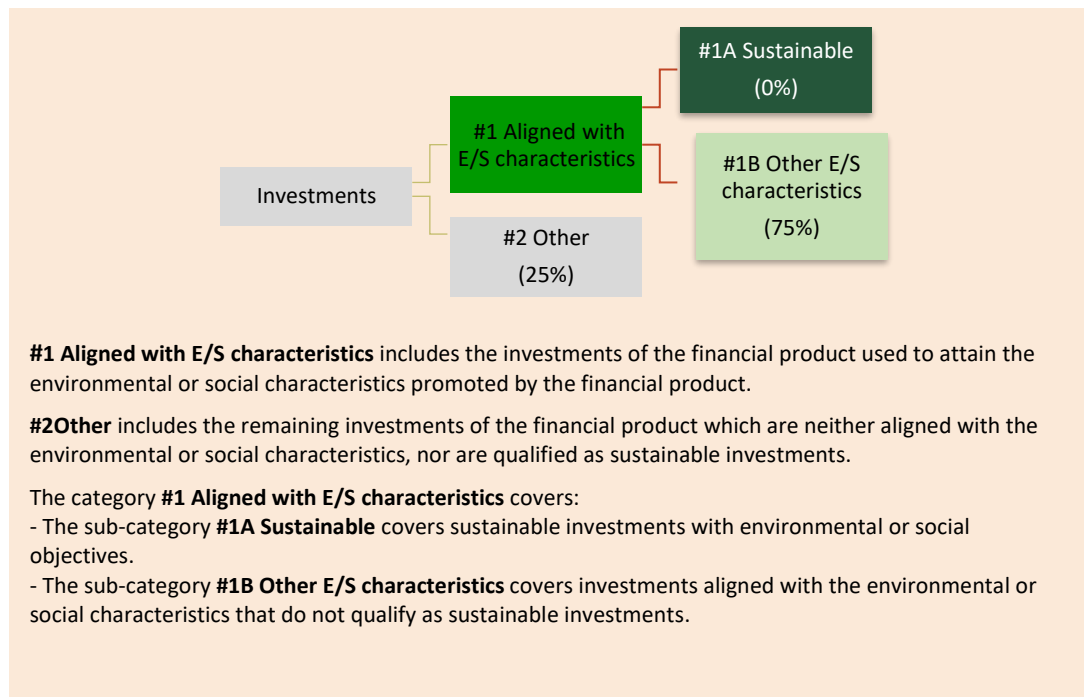 #1A Sustainable
(0%)
#1 Aligned with
E/S characteristics
#1B Other E/S
characteristics
(75%)
Investments
#2 Other
(25%)
#1 Aligned with E/S characteristics includes the investments of the financial product used to attain the
environmental or social characteristics promoted by the financial product.
#2Other includes the remaining investments of the financial product which are neither aligned with the
environmental or social characteristics, nor are qualified as sustainable investments.
The category #1 Aligned with E/S characteristics covers:
- The sub-category #1A Sustainable covers sustainable investments with environmental or social
objectives.
- The sub-category #1B Other E/S characteristics covers investments aligned with the environmental or
social characteristics that do not qualify as sustainable investments.